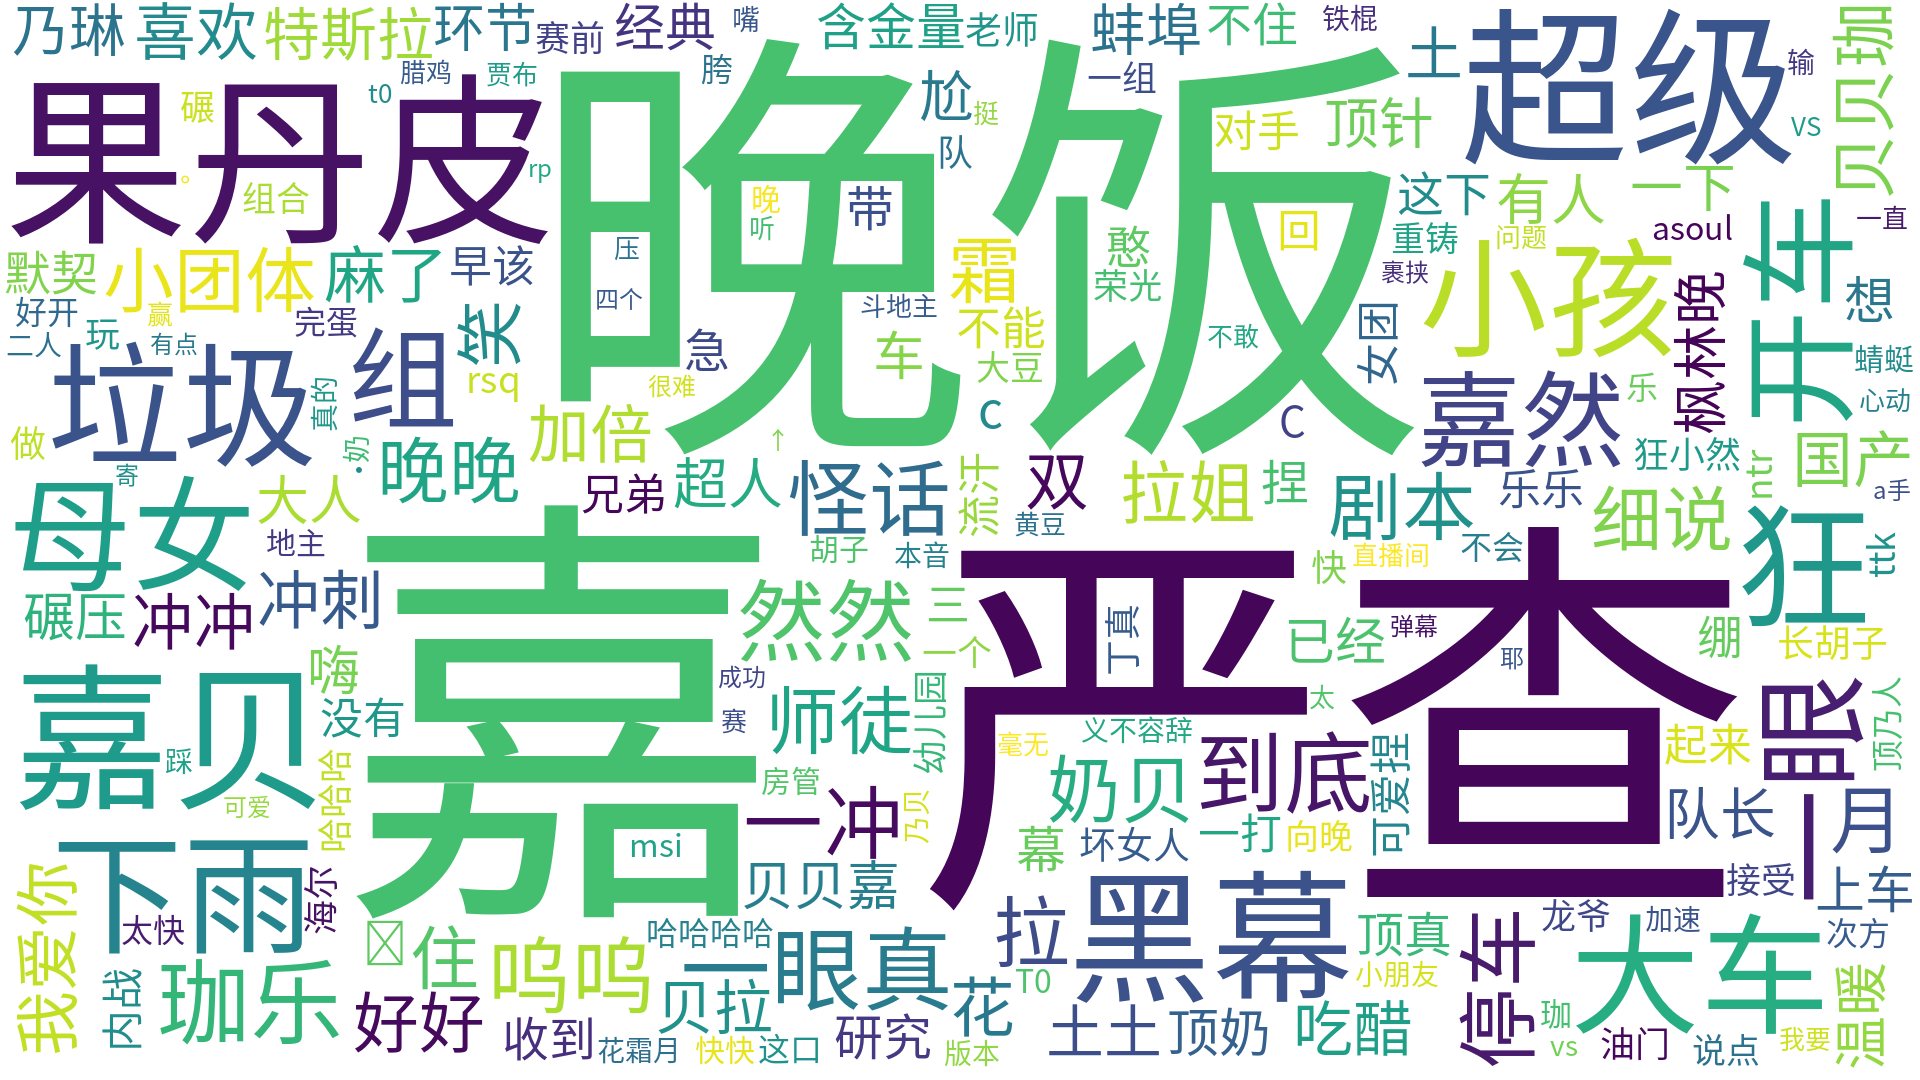 乃琳 喜欢 特斯拉 环节 赛前 经典 嘴 含金量 老师 蚌埠 不住 铁棍 土 超级 输 贝贝珈
腊鸡 贾布 胯 一组
果丹皮 碾 t0 rp 晚饭 尬 挺 队 对手 顶针 vs
。 组合 晚 听 带 回 这下 有人 一下 asoul 一直
默契 小团体 麻了 早该 压 霜 憨 重铸 问题 小孩 开车
好开 赢 完蛋 四个 斗地主 荣光 裹挟 枫林晚 想
二人 玩 有点 笑 急 车 不能 不敢 女团 蜻蜓
垃圾 组 rsq 很难 大豆 C C 嘉然 乐 心动
做 真的 奶 加倍 ↑ 狂小然 国产
寄 · 晚晚 兄弟 超人 怪话 流汗 双 拉姐 捏 剧本 乐乐 细说 ntr a手
母女 大人 黄豆 狂
地主 胡子 本音 快 直播间 不会 ttk
碾压 冲冲 冲刺 嘉 然然 三 严查 丁真 已经 弹幕 绷 长胡子
嗨 一个 耶
嘉贝 没有 成功 师徒 幼儿园 太 眼 顶乃人
踩 赛 毫无 义不容辞 到底 可爱捏 起来
可爱 哈哈哈 房管 奶贝 一月
msi 一冲 乃贝 幕 坏女人 一打 向晚 队长
下雨 海尔 贝贝嘉 接受 上车
我爱你 太快 住 呜呜 哈哈哈哈 一眼真 拉 黑幕 顶真 停车 龙爷 加速 次方
内战 珈乐 好好 贝拉 花 T0 小朋友 大车 温暖
收到 花霜月 快快 这口 研究 版本 土土 顶奶 吃醋 珈 vs 油门 说点 我要